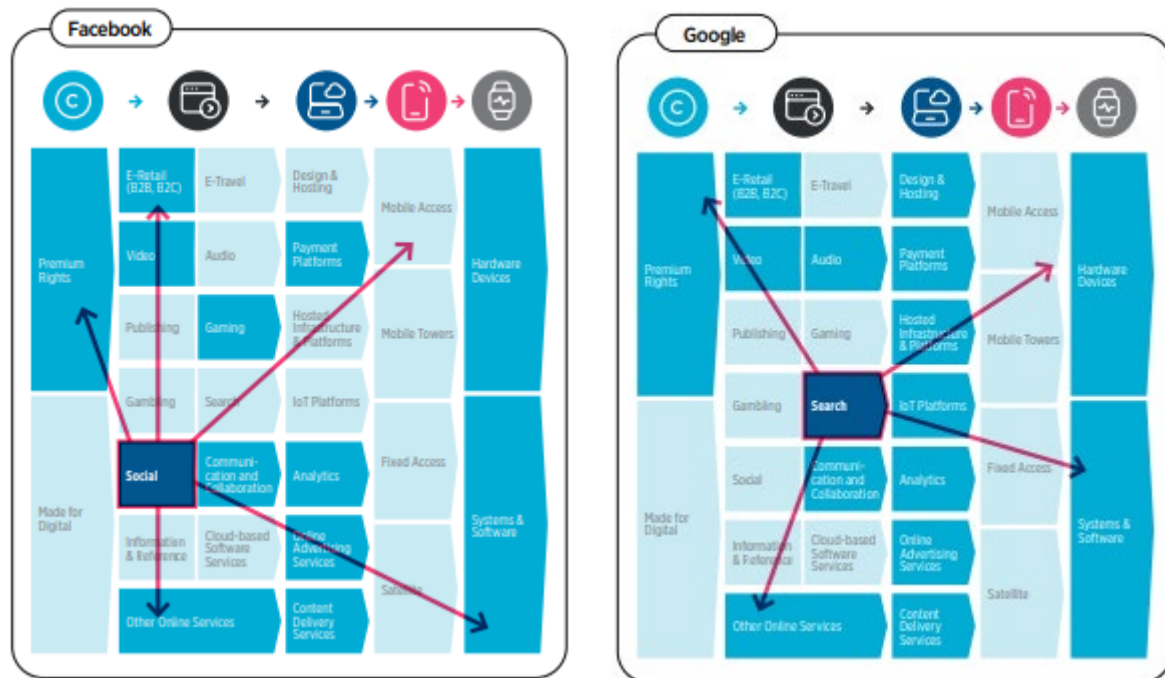 Facebook
E-Retail
(B2B, B2C)
E-Travel
Design &
Hosting
Mobile Access
Premium
Rights
Video
Audio
Payment
Platforms
Hardware
Devices
Publishing
Gaming
Hosted
Infrastructure
& Platforms
Mobile Towers
Gambling
Search
IoT Platforms
Social
Communi-
cation and
Collaboration
Analytics
Fixed Access
Made for
Digital
Systems &
Software
Information
& Reference
Cloud-based
Software
Services
Online
Advertising
Services
Satellite
Other Online Services
Content
Delivery
Services
Google
E-Retail
(B2B, B2C)
E-Travel
Design &
Hosting
Mobile Access
Premium
Rights
Video
Audio
Payment
Platforms
Hardware
Devices
Publishing
Gaming
Hosted
Infrastructure
& Platforms
Mobile Towers
Gambling
Search
IoT Platforms
Social
Communi-
cation and
Collaboration
Analytics
Fixed Access
Made for
Digital
Systems &
Software
Information
& Reference
Cloud-based
Software
Services
Online
Advertising
Services
Satellite
Other Online Services
Content
Delivery
Services